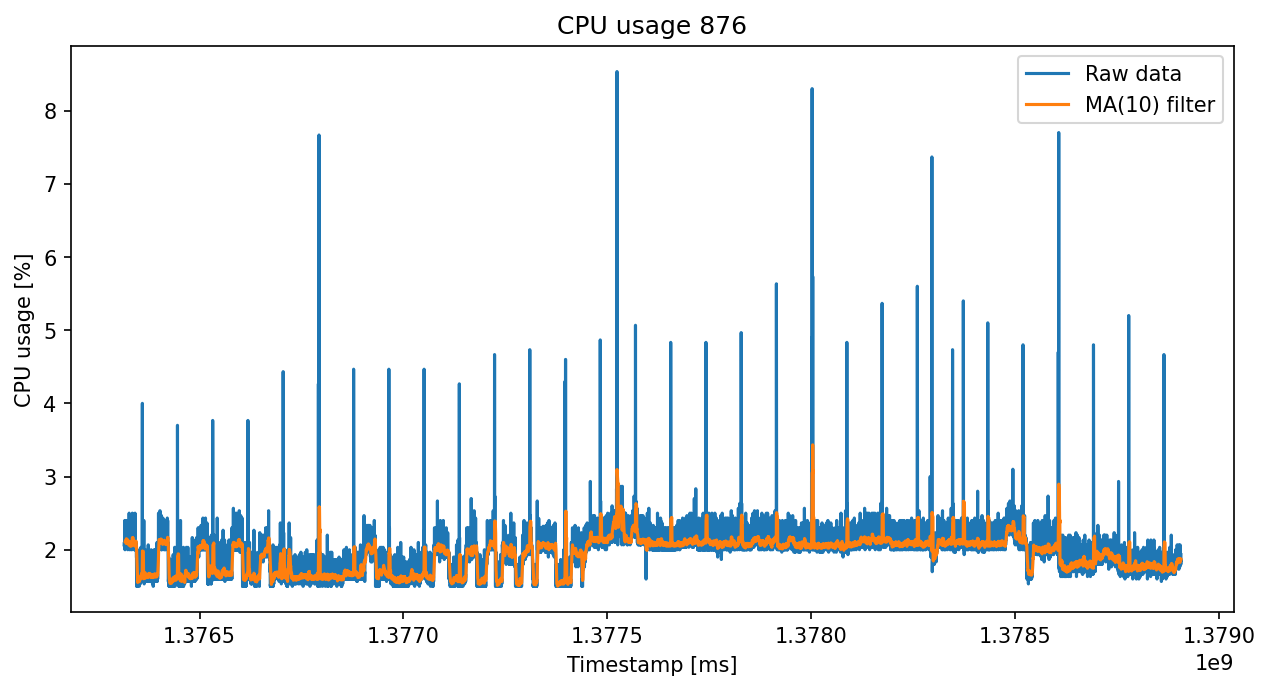 CPU usage 876
Raw data
MA(10) filter
CPU usage [%]
8
7
6
5
4
3
2
1.3765
1.3770
1.3775
1.3780
1.3785
1.3790
1e9
Timestamp [ms]